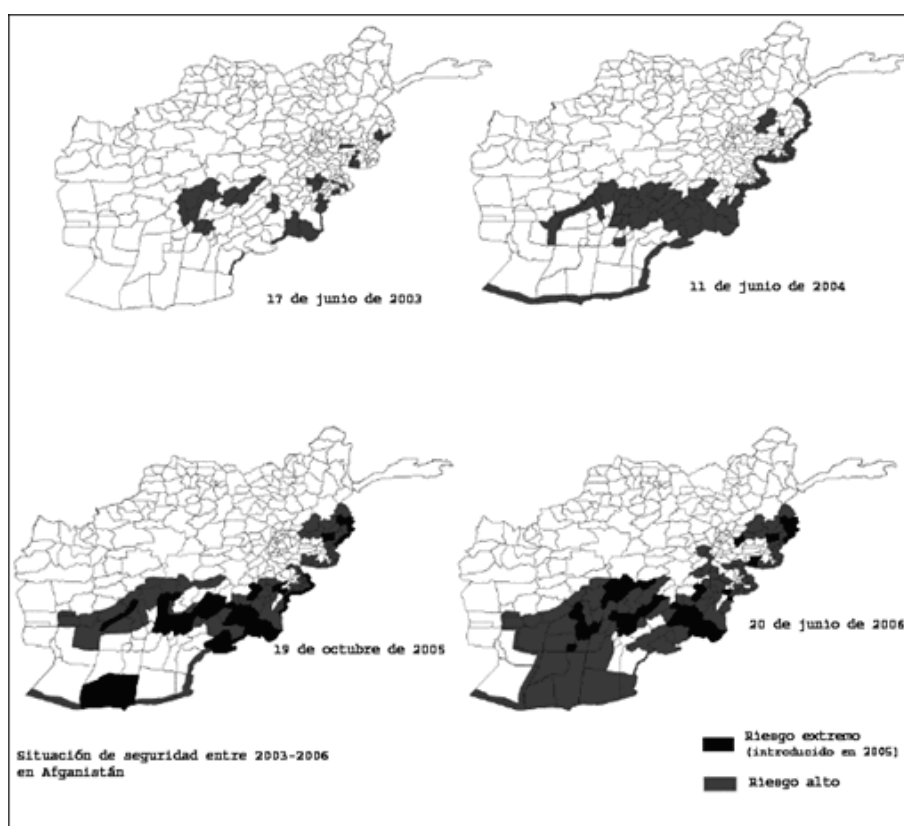 17 de junio de 2003
11 de junio de 2004
19 de octubre de 2005
20 de junio de 2006
Situación de seguridad entre 2003-2006
en Afganistán
Riesgo extremo
(introducido en 2005)
Riesgo alto